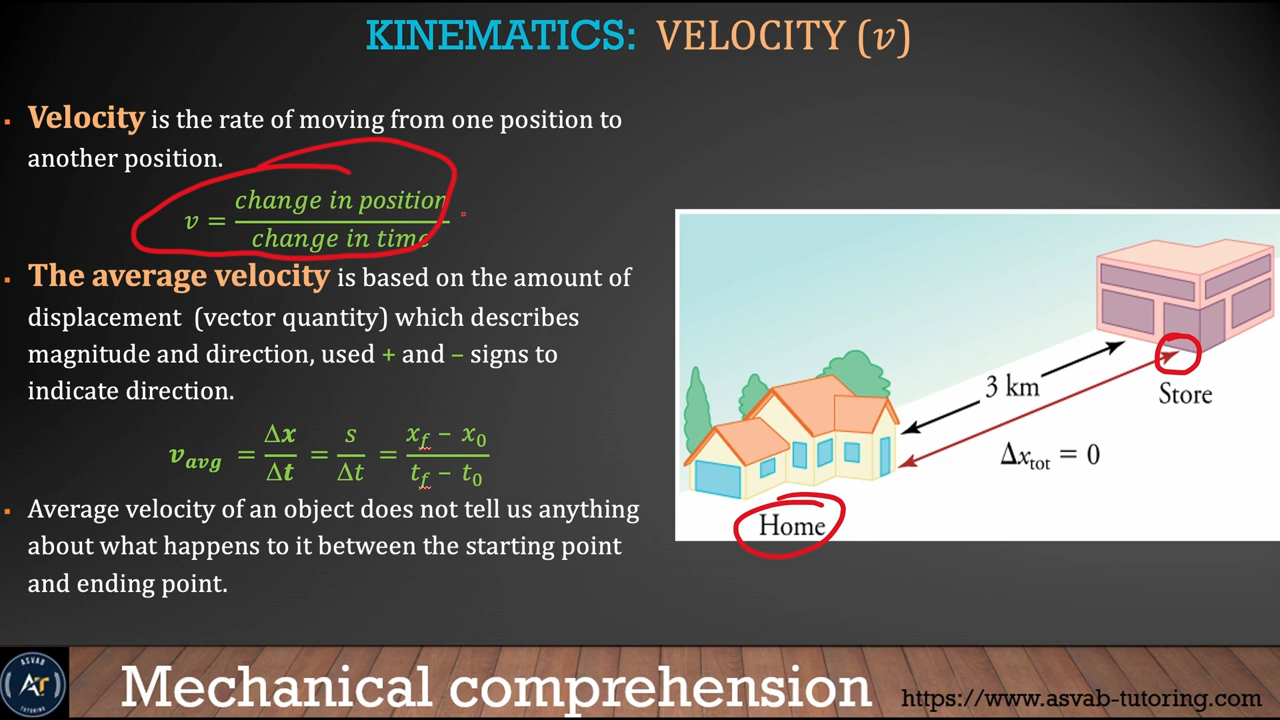 KINEMATICS: VELOCITY (v)
▪ Velocity is the rate of moving from one position to
another position.
v = change in position / change in time
▪ The average velocity is based on the amount of
displacement (vector quantity) which describes
magnitude and direction, used + and – signs to
indicate direction.
v_avg = Δx / Δt = s / Δt = (x_f – x_0) / (t_f – t_0)
▪ Average velocity of an object does not tell us anything
about what happens to it between the starting point
and ending point.
3 km
Store
Δx_tot = 0
Home
ASVAB
AT
TUTORING
Mechanical comprehension
https://www.asvab-tutoring.com